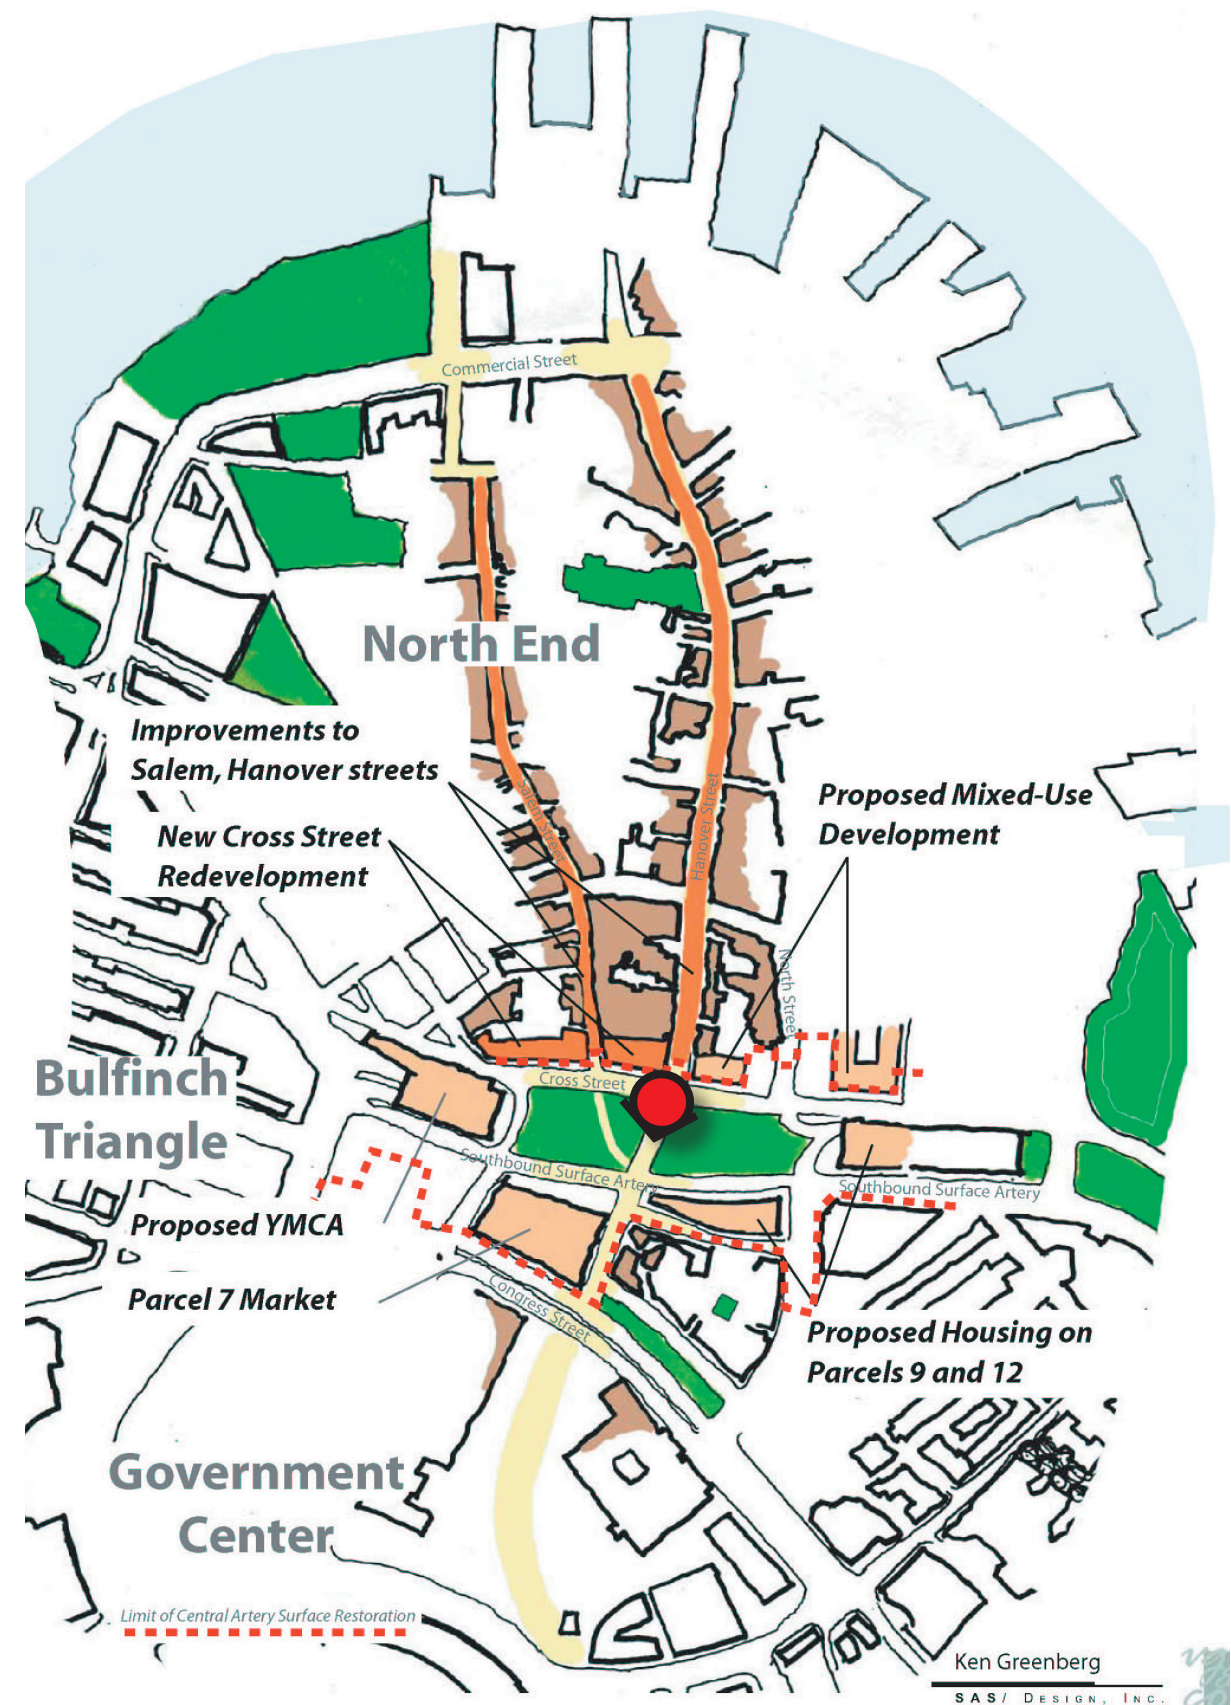 Commercial Street
North End
Improvements to
Salem, Hanover streets
Salem Street
Hanover Street
Proposed Mixed-Use
Development
New Cross Street
Redevelopment
North Street
Bulfinch
Triangle
Cross Street
Southbound Surface Artery
Southbound Surface Artery
Proposed YMCA
Parcel 7 Market
Congress Street
Proposed Housing on
Parcels 9 and 12
Government
Center
Limit of Central Artery Surface Restoration
Ken Greenberg
SAS/ DESIGN, INC.